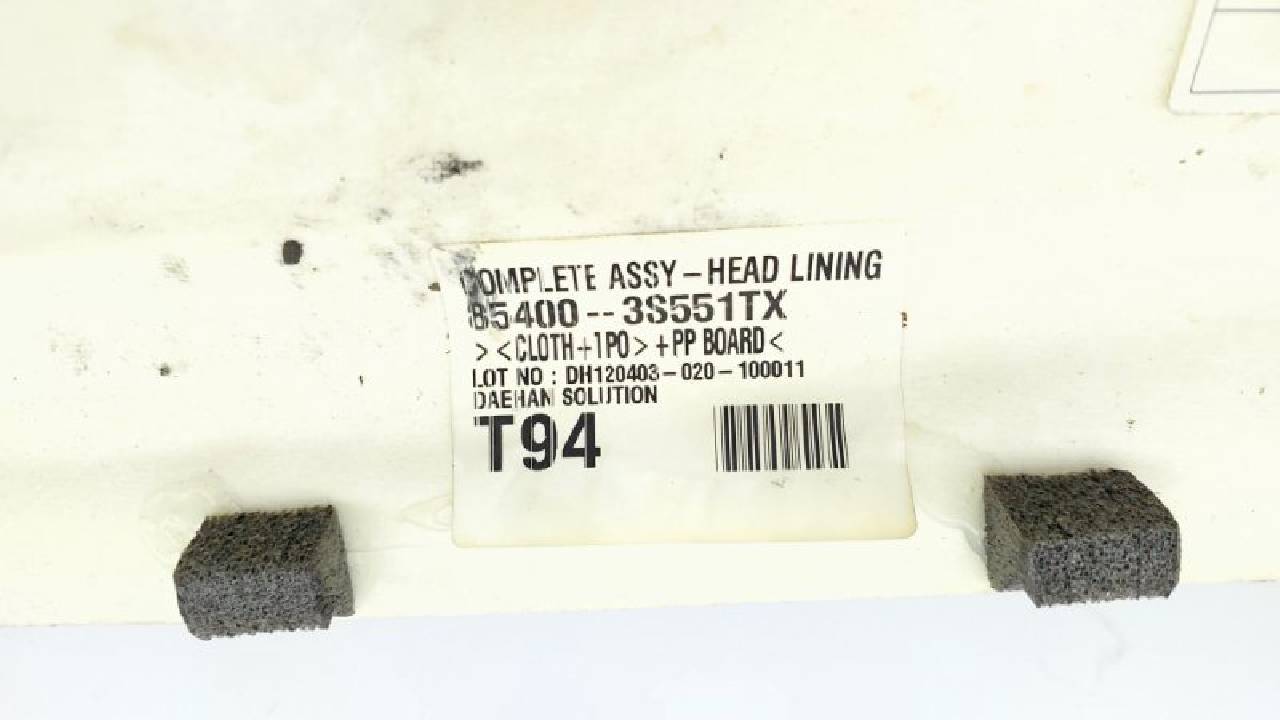 COMPLETE ASSY-HEAD LINING
85400--3S551TX
><CLOTH+1PO>+PP BOARD<
LOT NO : DH120403-020-100011
DAEHAN SOLUTION
T94